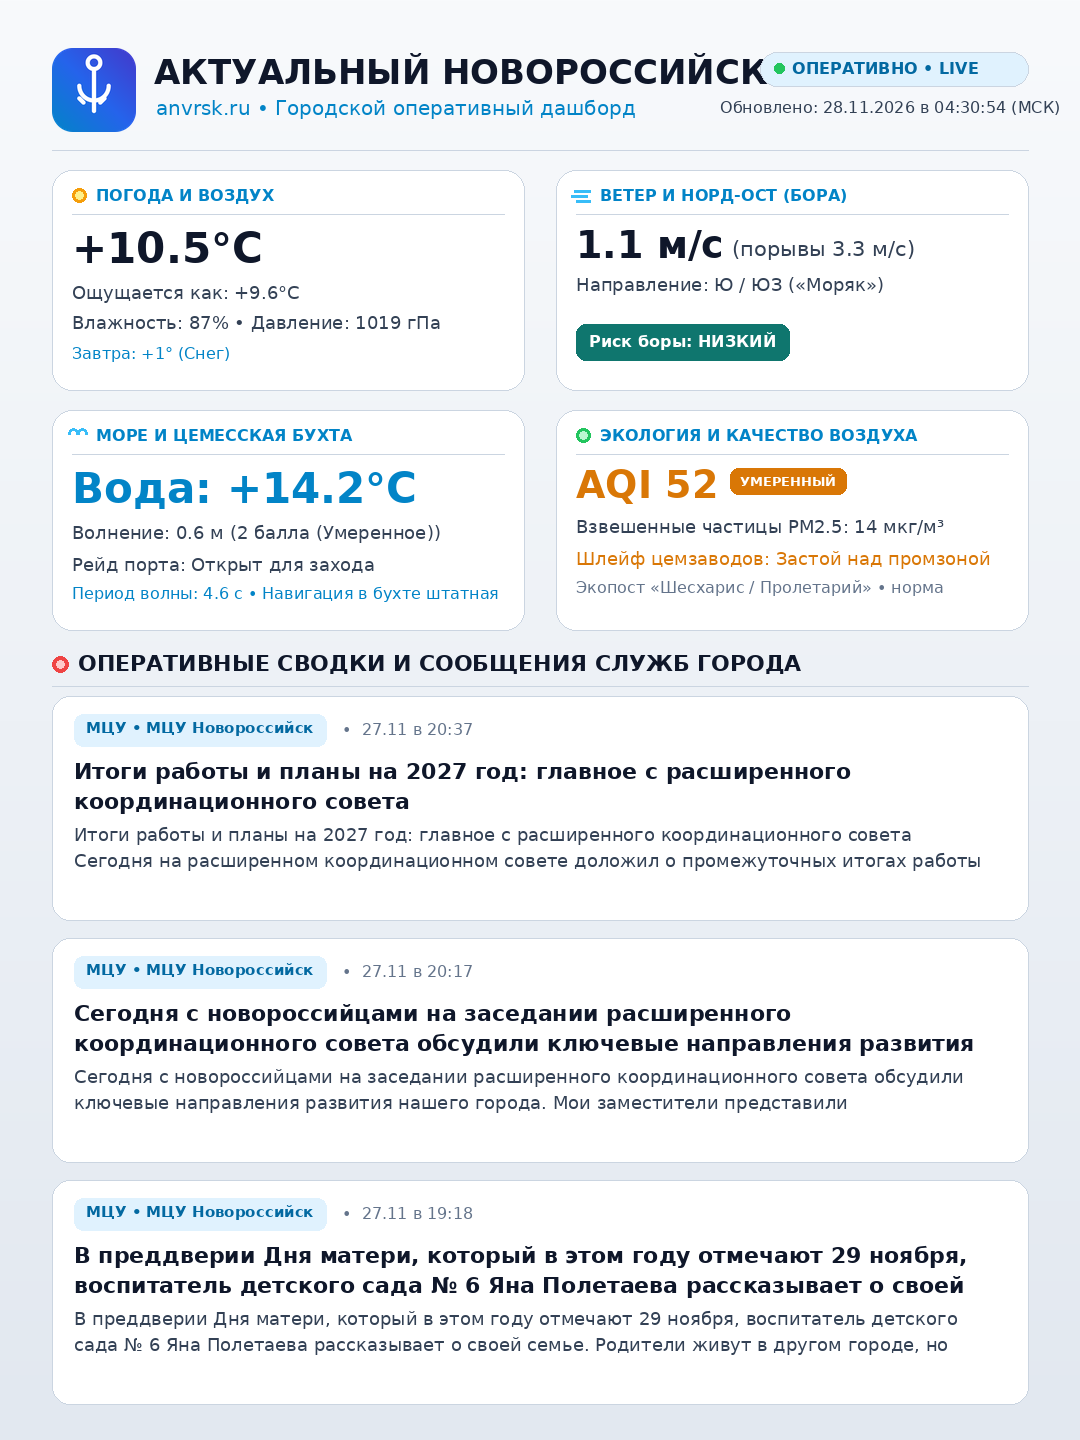 АКТУАЛЬНЫЙ НОВОРОССИЙСК
ОПЕРАТИВНО • LIVE
anvrsk.ru • Городской оперативный дашборд
Обновлено: 28.11.2026 в 04:30:54 (МСК)
ПОГОДА И ВОЗДУХ
+10.5°C
Ощущается как: +9.6°C
Влажность: 87% • Давление: 1019 гПа
Завтра: +1° (Снег)
ВЕТЕР И НОРД-ОСТ (БОРА)
1.1 м/с (порывы 3.3 м/с)
Направление: Ю / ЮЗ («Моряк»)
Риск боры: НИЗКИЙ
МОРЕ И ЦЕМЕССКАЯ БУХТА
Вода: +14.2°C
Волнение: 0.6 м (2 балла (Умеренное))
Рейд порта: Открыт для захода
Период волны: 4.6 с • Навигация в бухте штатная
ЭКОЛОГИЯ И КАЧЕСТВО ВОЗДУХА
AQI 52 УМЕРЕННЫЙ
Взвешенные частицы PM2.5: 14 мкг/м³
Шлейф цемзаводов: Застой над промзоной
Экопост «Шесхарис / Пролетарий» • норма
ОПЕРАТИВНЫЕ СВОДКИ И СООБЩЕНИЯ СЛУЖБ ГОРОДА
МЦУ • МЦУ Новороссийск • 27.11 в 20:37
Итоги работы и планы на 2027 год: главное с расширенного
координационного совета
Итоги работы и планы на 2027 год: главное с расширенного координационного совета
Сегодня на расширенном координационном совете доложил о промежуточных итогах работы
МЦУ • МЦУ Новороссийск • 27.11 в 20:17
Сегодня с новороссийцами на заседании расширенного
координационного совета обсудили ключевые направления развития
Сегодня с новороссийцами на заседании расширенного координационного совета обсудили
ключевые направления развития нашего города. Мои заместители представили
МЦУ • МЦУ Новороссийск • 27.11 в 19:18
В преддверии Дня матери, который в этом году отмечают 29 ноября,
воспитатель детского сада № 6 Яна Полетаева рассказывает о своей
В преддверии Дня матери, который в этом году отмечают 29 ноября, воспитатель детского
сада № 6 Яна Полетаева рассказывает о своей семье. Родители живут в другом городе, но